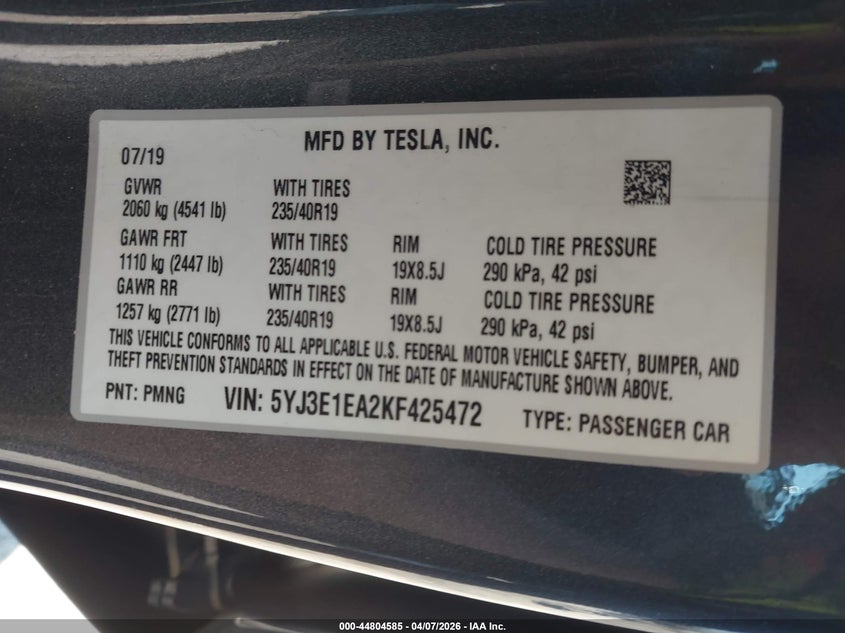 MFD BY TESLA, INC.
07/19
GVWR WITH TIRES
2060 kg (4541 lb) 235/40R19
GAWR FRT WITH TIRES RIM COLD TIRE PRESSURE
1110 kg (2447 lb) 235/40R19 19X8.5J 290 kPa, 42 psi
GAWR RR WITH TIRES RIM COLD TIRE PRESSURE
1257 kg (2771 lb) 235/40R19 19X8.5J 290 kPa, 42 psi
THIS VEHICLE CONFORMS TO ALL APPLICABLE U.S. FEDERAL MOTOR VEHICLE SAFETY, BUMPER, AND
THEFT PREVENTION STANDARDS IN EFFECT ON THE DATE OF MANUFACTURE SHOWN ABOVE.
PNT: PMNG VIN: 5YJ3E1EA2KF425472 TYPE: PASSENGER CAR
000-44804585 - 04/07/2026 - IAA Inc.